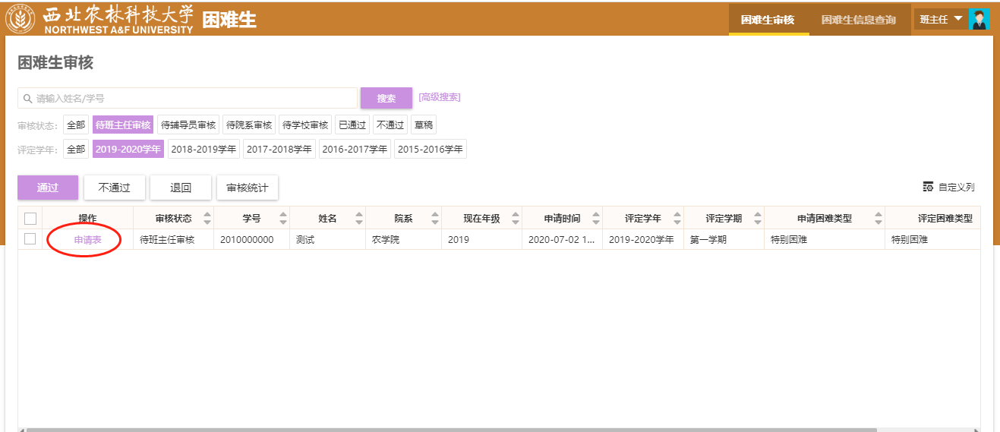 西北农林科技大学 困难生 困难生审核 困难生信息查询 班主任
NORTHWEST A&F UNIVERSITY
困难生审核
请输入姓名/学号 搜索 [高级搜索]
审核状态: 全部 待班主任审核 待辅导员审核 待院系审核 待学校审核 已通过 不通过 草稿
评定学年: 全部 2019-2020学年 2018-2019学年 2017-2018学年 2016-2017学年 2015-2016学年
通过 不通过 退回 审核统计 自定义列
操作 审核状态 学号 姓名 院系 现在年级 申请时间 评定学年 评定学期 申请困难类型 评定困难类型
申请表 待班主任审核 2010000000 测试 农学院 2019 2020-07-02 1... 2019-2020学年 第一学期 特别困难 特别困难